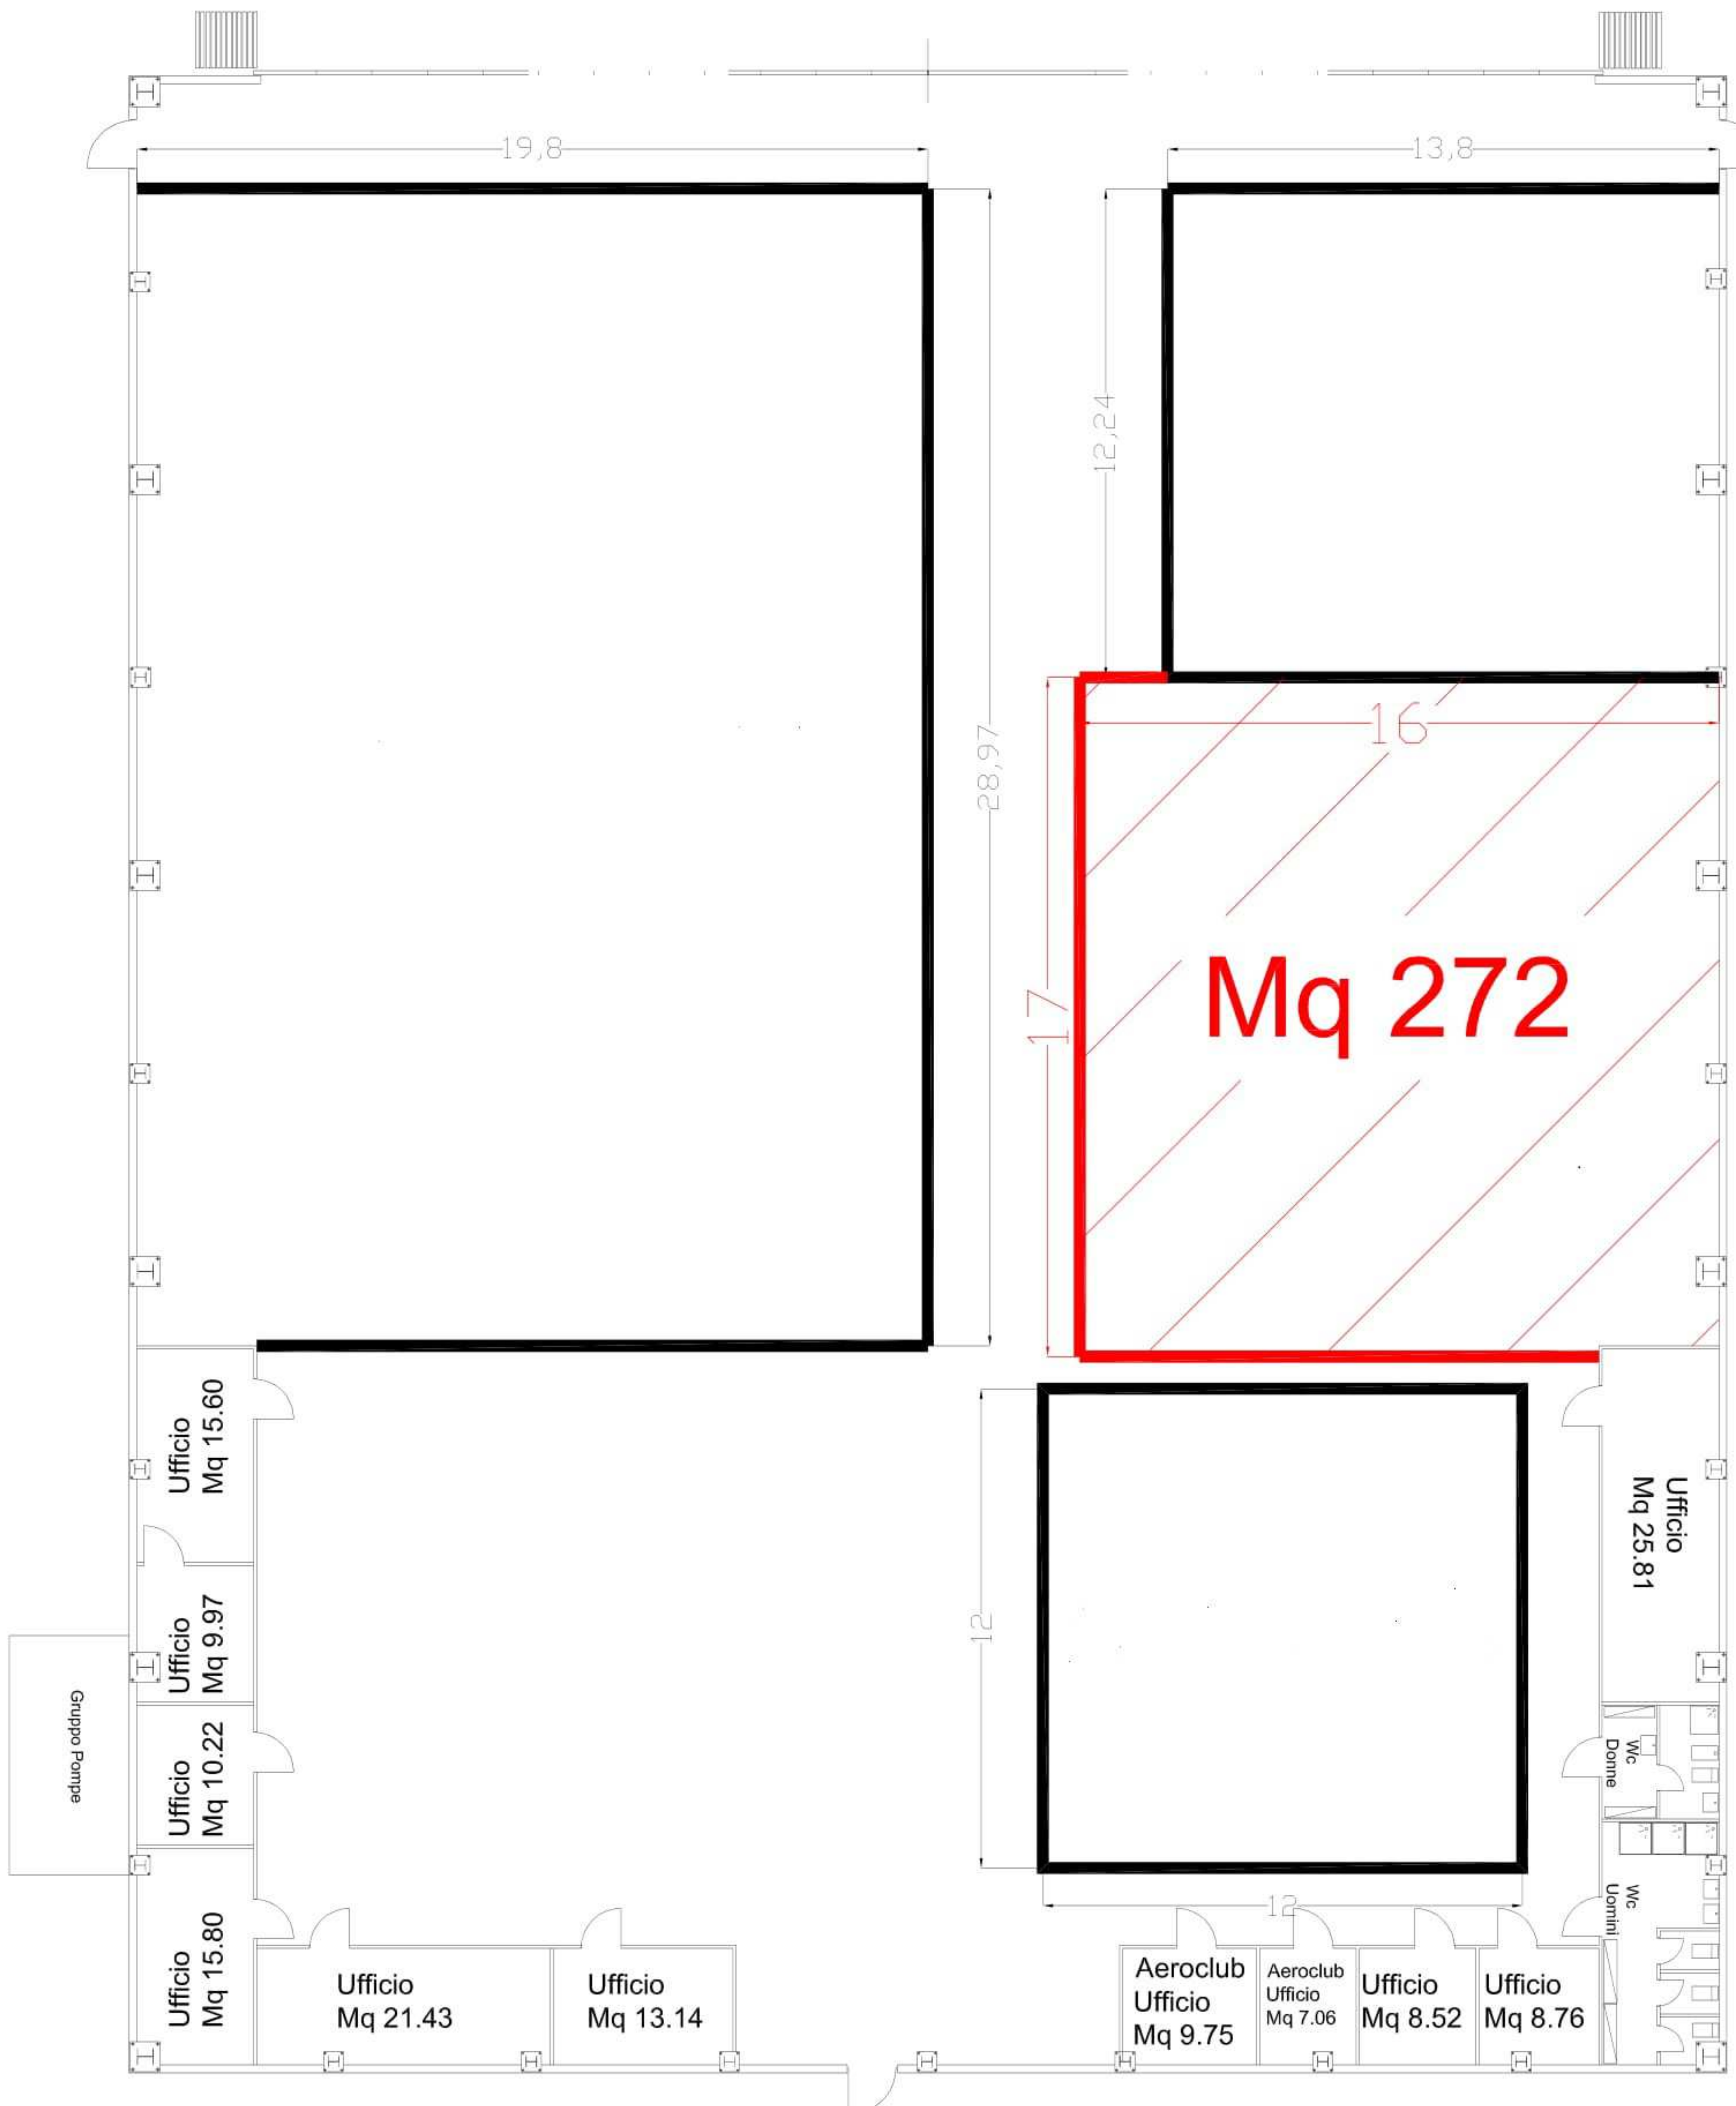 19,8
13,8
12,24
28,97
16
17
Mq 272
Ufficio
Mq 15.60
Ufficio
Mq 25.81
12
Ufficio
Mq 9.97
Gruppo Pompe
Ufficio
Mq 10.22
Wc
Donne
Wc
Uomini
12
Ufficio
Mq 15.80
Ufficio
Mq 21.43
Ufficio
Mq 13.14
Aeroclub
Ufficio
Mq 9.75
Aeroclub
Ufficio
Mq 7.06
Ufficio
Mq 8.52
Ufficio
Mq 8.76